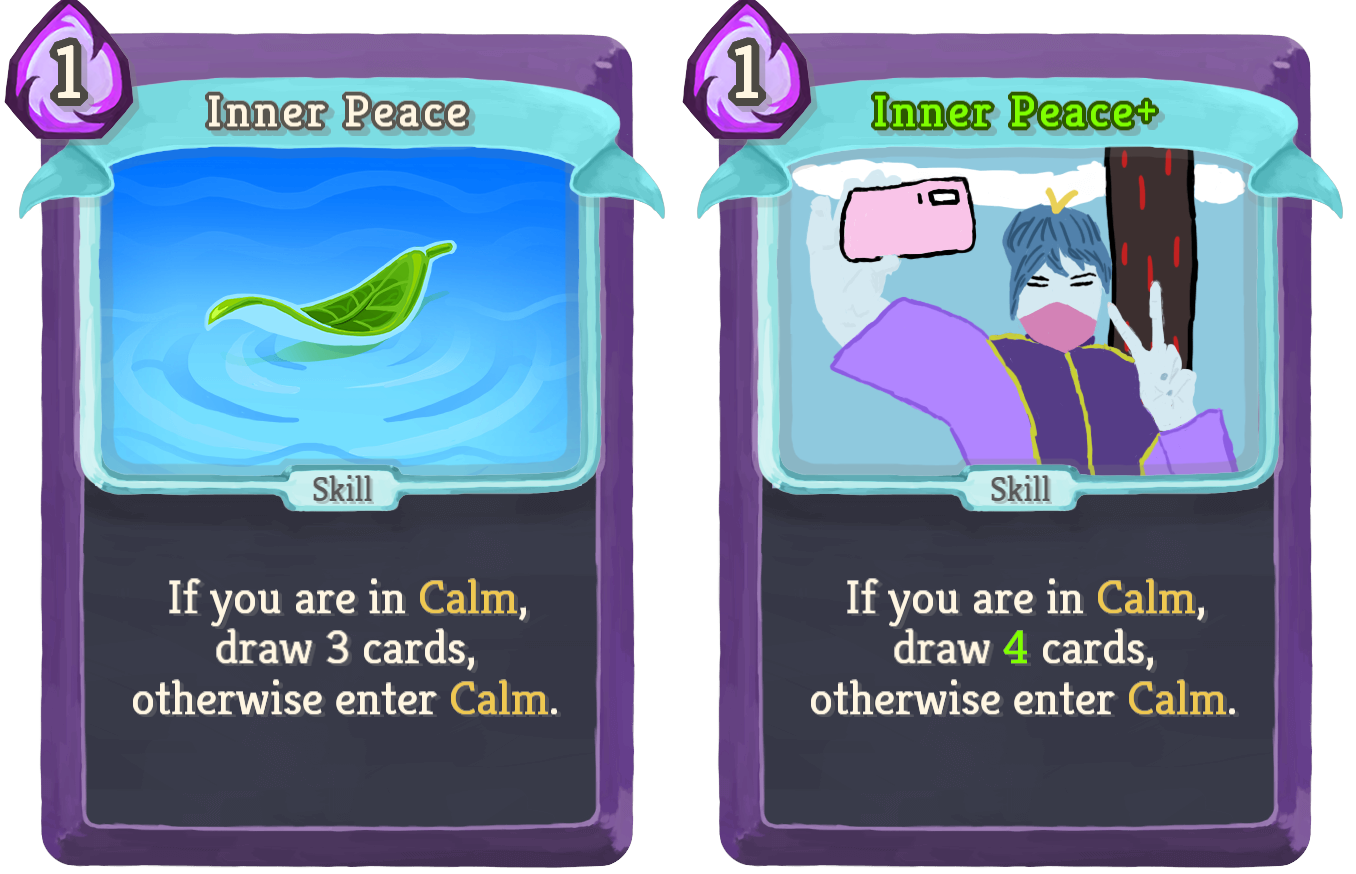 1
Inner Peace
Skill
If you are in Calm,
draw 3 cards,
otherwise enter Calm.
1
Inner Peace+
Skill
If you are in Calm,
draw 4 cards,
otherwise enter Calm.